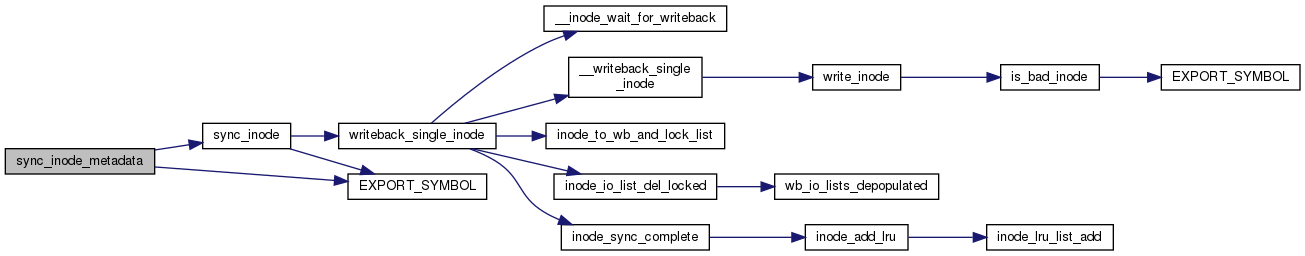 __inode_wait_for_writeback
__writeback_single
_inode
write_inode
is_bad_inode
EXPORT_SYMBOL
sync_inode
writeback_single_inode
inode_to_wb_and_lock_list
sync_inode_metadata
EXPORT_SYMBOL
inode_io_list_del_locked
wb_io_lists_depopulated
inode_sync_complete
inode_add_lru
inode_lru_list_add